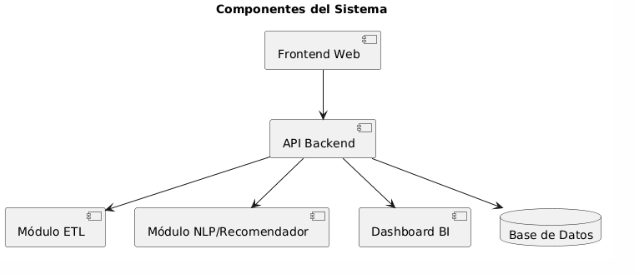 Componentes del Sistema
Frontend Web
API Backend
Módulo ETL
Módulo NLP/Recomendador
Dashboard BI
Base de Datos